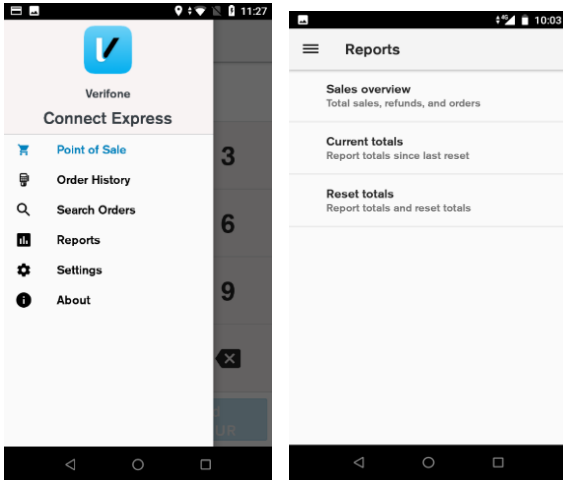 11:27
Verifone
Connect Express
Point of Sale
Order History
Search Orders
Reports
Settings
About
3
6
9
UR
4G 10:03
Reports
Sales overview
Total sales, refunds, and orders
Current totals
Report totals since last reset
Reset totals
Report totals and reset totals